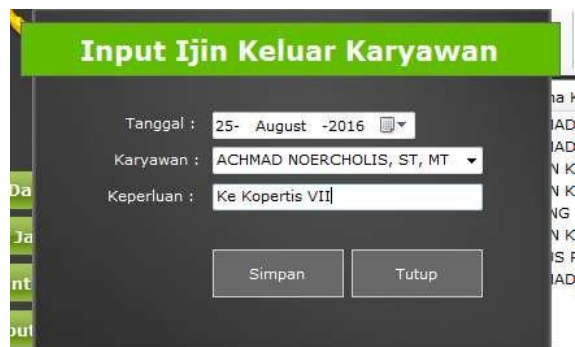 Input Ijin Keluar Karyawan
Tanggal : 25- August -2016
Karyawan : ACHMAD NOERCHOLIS, ST, MT
Keperluan : Ke Kopertis VII
Simpan Tutup